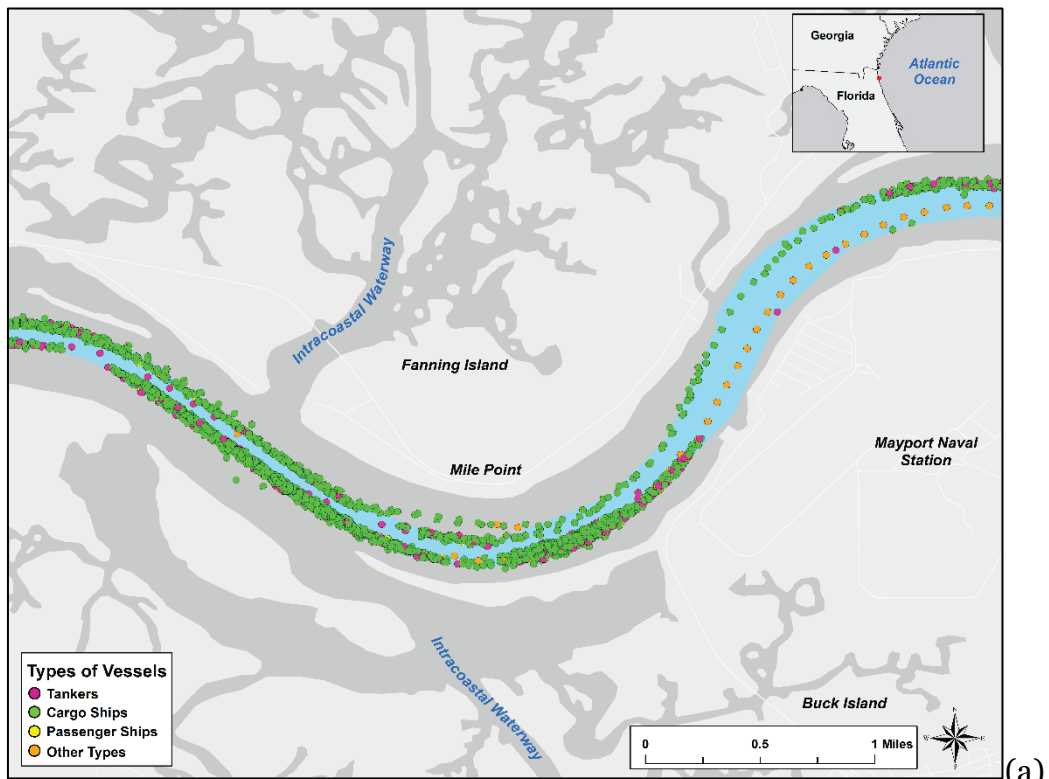 Georgia
Atlantic
Ocean
Florida
Intracoastal Waterway
Fanning Island
Mile Point
Mayport Naval
Station
Intracoastal Waterway
Types of Vessels
Tankers
Cargo Ships
Passenger Ships
Other Types
Buck Island
0 0.5 1 Miles
N
W E
S
(a)